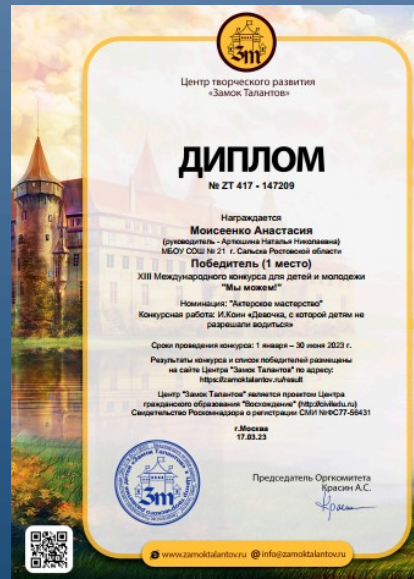 Зт
Центр творческого развития
«Замок Талантов»
ДИПЛОМ
№ ZT 417 - 147209
Награждается
Моисеенко Анастасия
(руководитель - Артюшина Наталья Николаевна)
МБОУ СОШ № 21 г. Сальска Ростовской области
Победитель (1 место)
XIII Международного конкурса для детей и молодежи
"Мы можем!"
Номинация: "Актерское мастерство"
Конкурсная работа: И.Коин «Девочка, с которой детям не
разрешали водиться»
Сроки проведения конкурса: 1 января – 30 июня 2023 г.
Результаты конкурса и список победителей размещены
на сайте Центра "Замок Талантов" по адресу:
https://zamoktalantov.ru/result
Центр "Замок Талантов" является проектом Центра
гражданского образования "Восхождение" (http://civiledu.ru)
Свидетельство Роскомнадзора о регистрации СМИ №ФС77-56431
г.Москва
17.03.23
Зт
Председатель Оргкомитета
Красин А.С.
www.zamoktalantov.ru @ info@zamoktalantov.ru